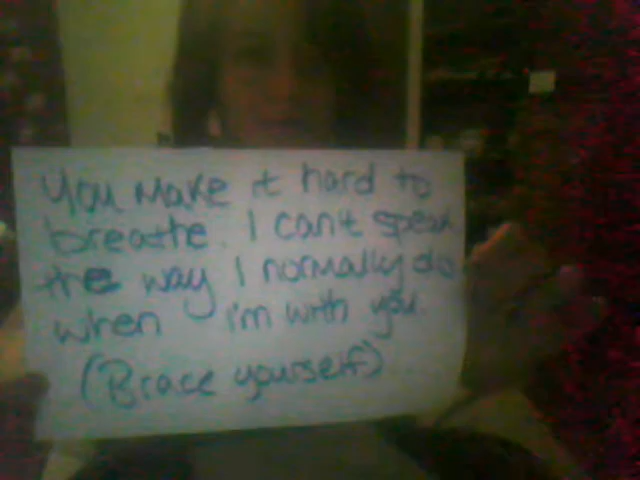 You make it hard to
breathe. I can't speak
the way I normally do
when I'm with you.
(Brace yourself)